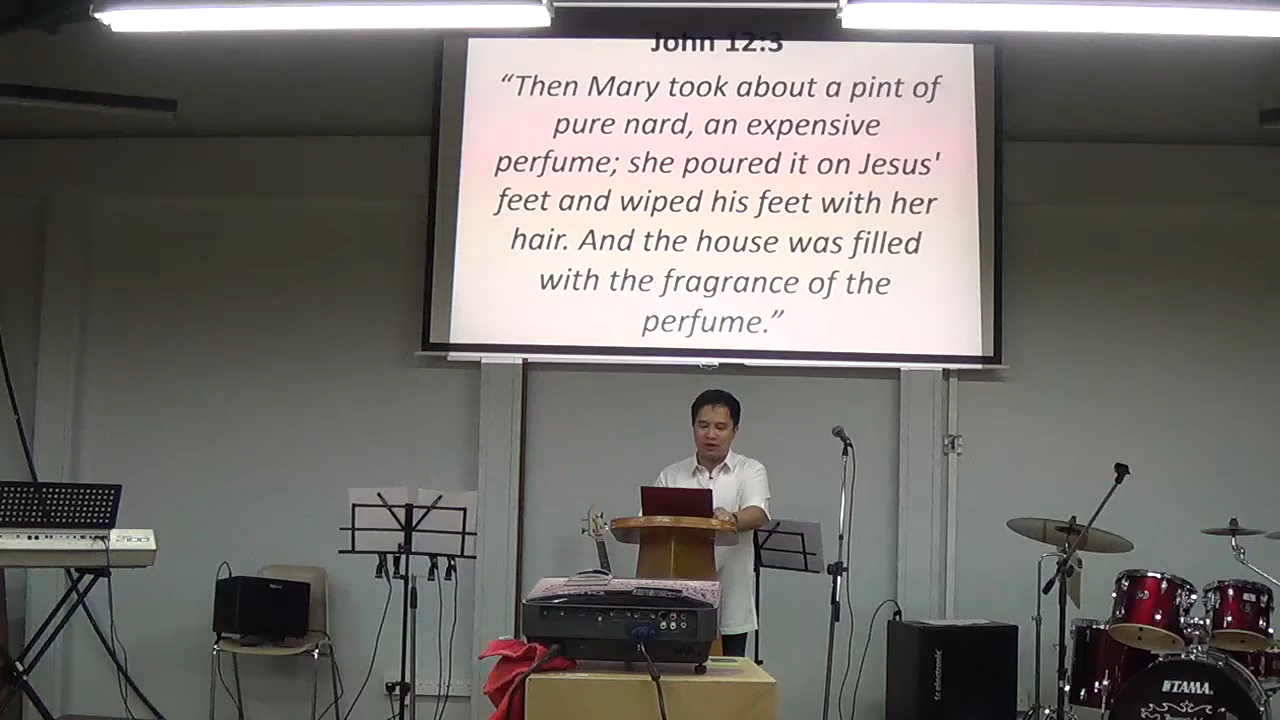 John 12:3
“Then Mary took about a pint of
pure nard, an expensive
perfume; she poured it on Jesus'
feet and wiped his feet with her
hair. And the house was filled
with the fragrance of the
perfume.”
TAMA